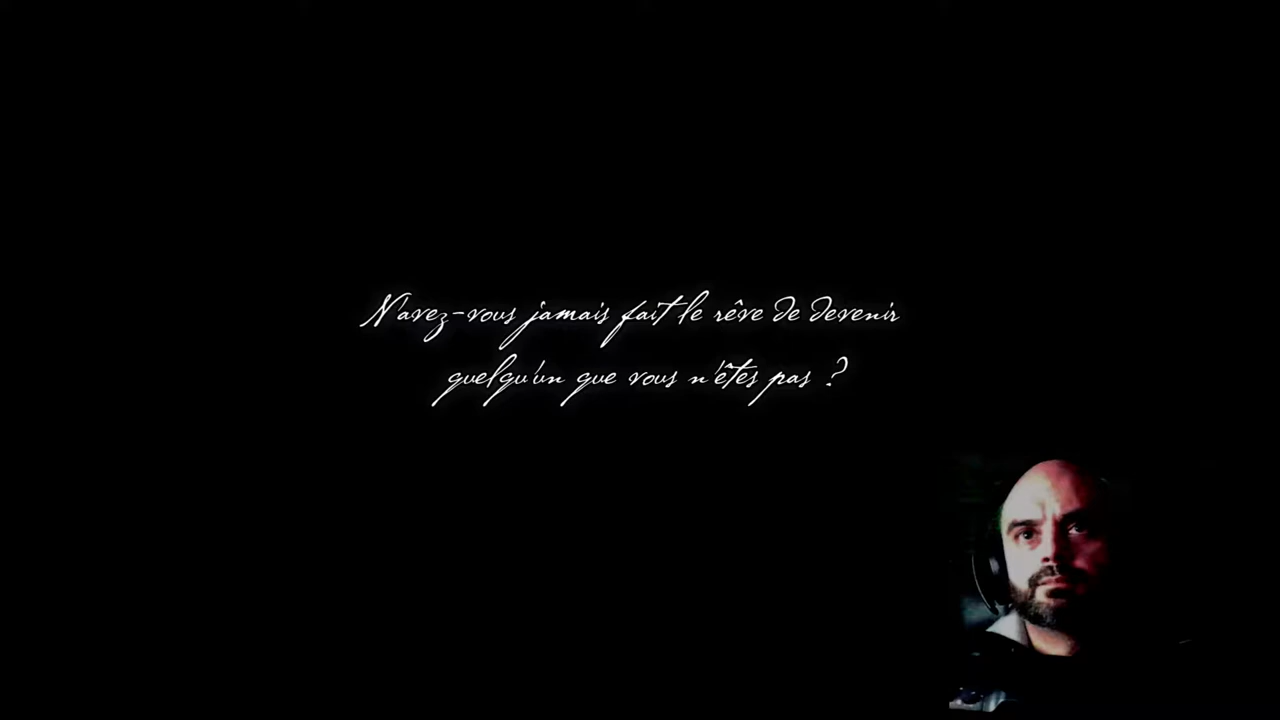 N'avez-vous jamais fait le rêve de devenir
quelqu'un que vous n'êtes pas ?